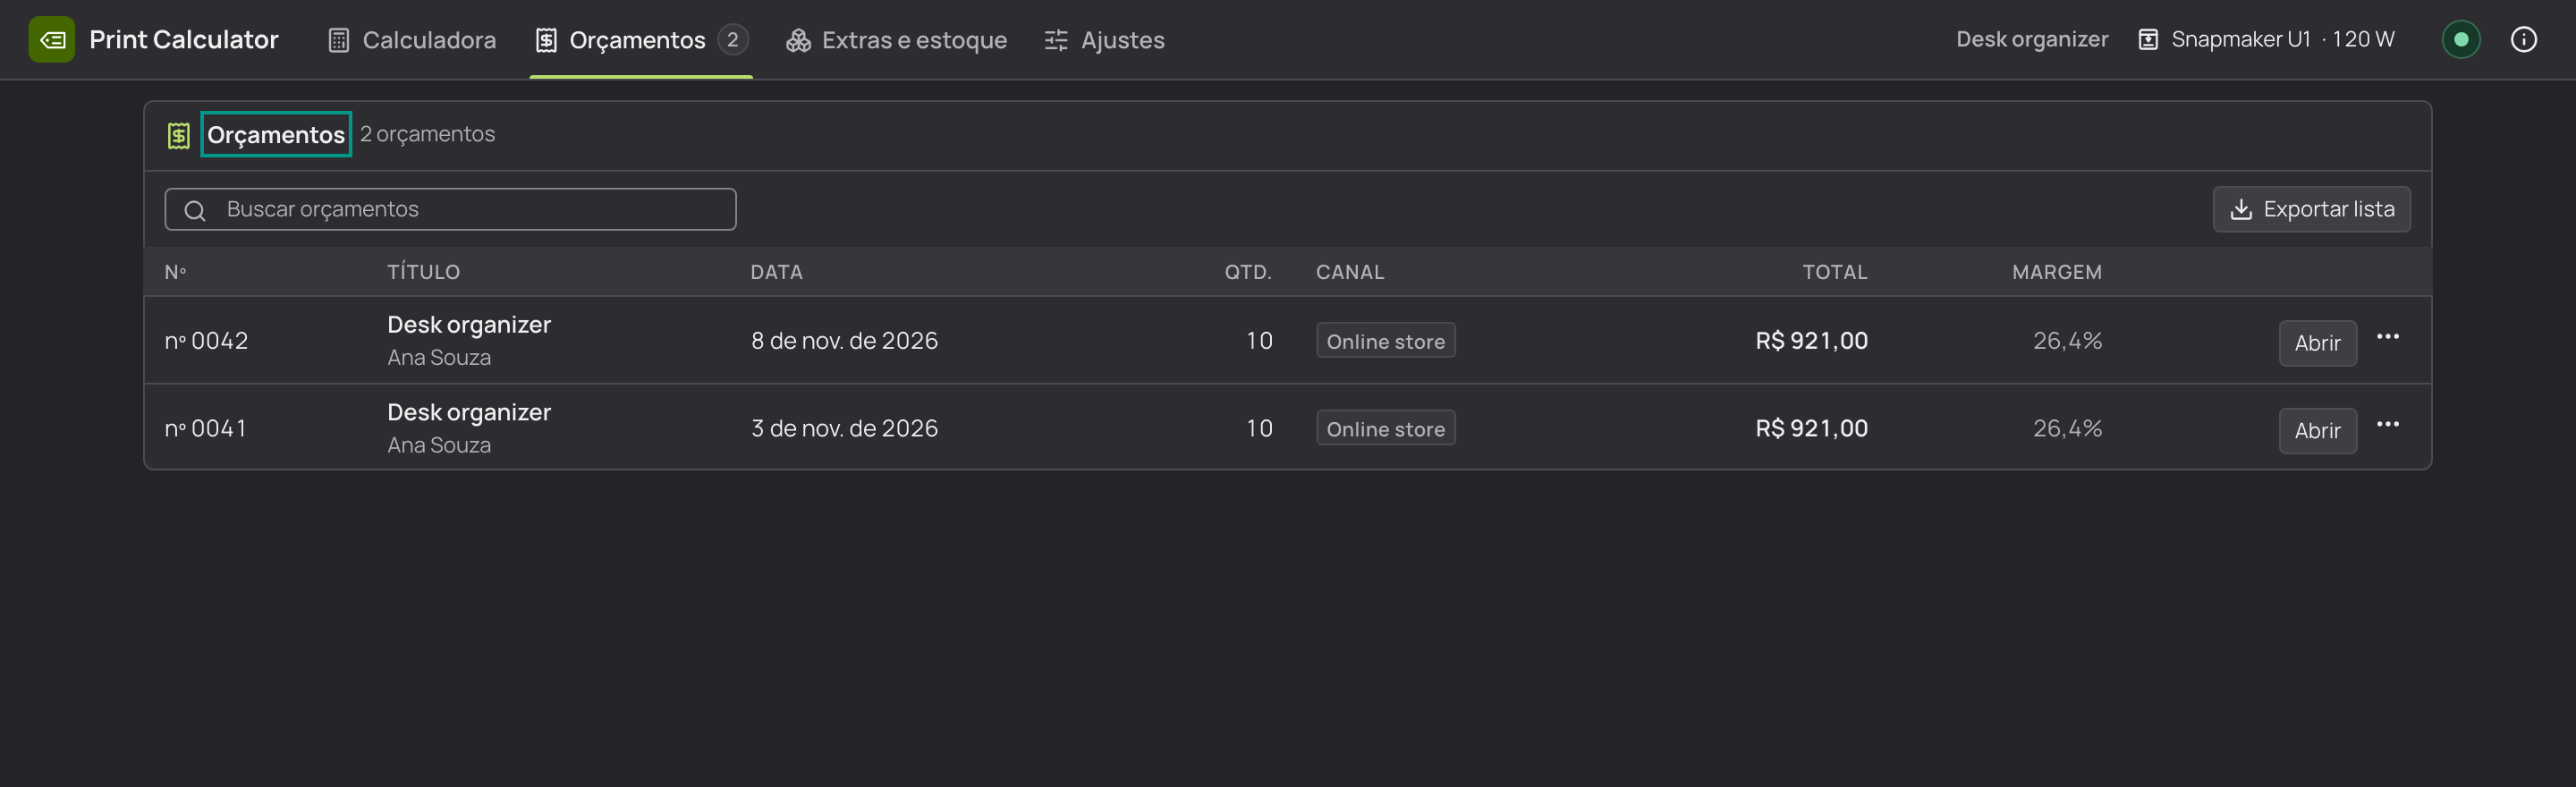 Print Calculator Calculadora Orçamentos 2 Extras e estoque Ajustes Desk organizer Snapmaker U1 · 120 W
Orçamentos 2 orçamentos
Buscar orçamentos Exportar lista
Nº TÍTULO DATA QTD. CANAL TOTAL MARGEM
nº 0042 Desk organizer 8 de nov. de 2026 10 Online store R$ 921,00 26,4% Abrir
Ana Souza
nº 0041 Desk organizer 3 de nov. de 2026 10 Online store R$ 921,00 26,4% Abrir
Ana Souza